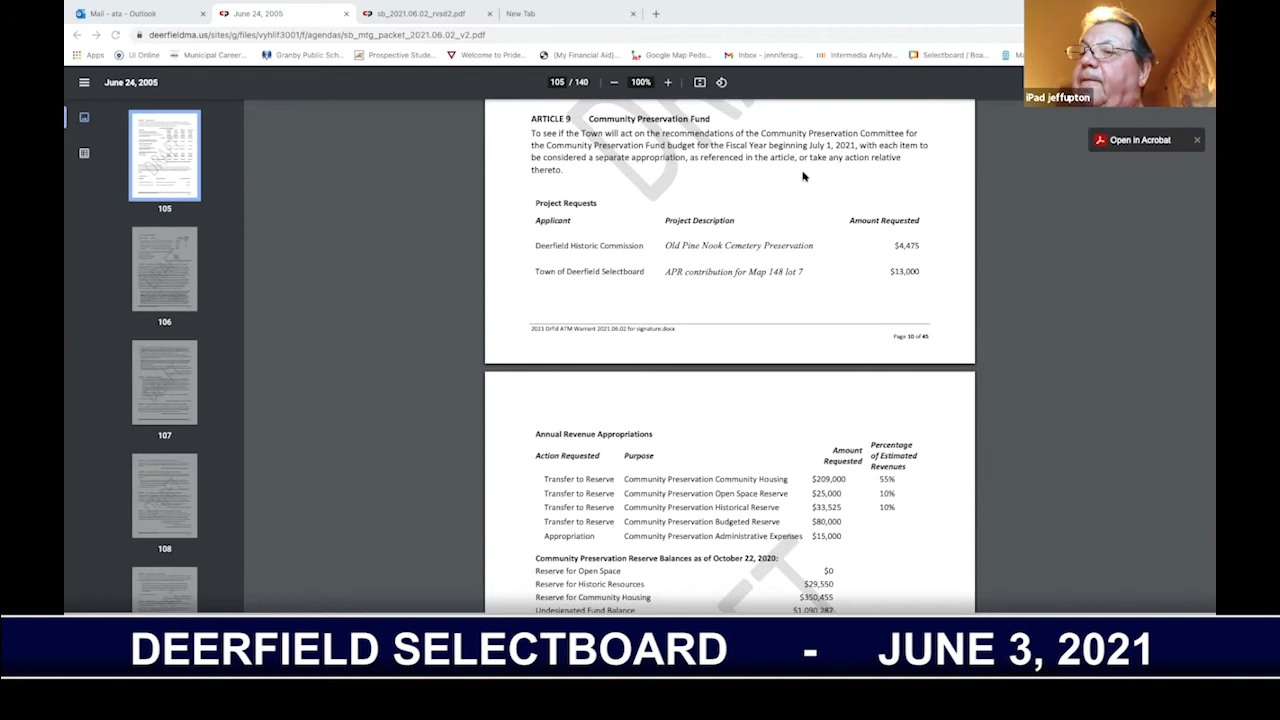 Mail - ata - Outlook
June 24, 2005
sb_2021.06.02_rvsd2.pdf
New Tab
deerfieldma.us/sites/g/files/vyhlif3001/f/agendas/sb_mtg_packet_2021.06.02_v2.pdf
Apps
UI Online
Municipal Career...
Granby Public Sch...
Prospective Stude...
Welcome to Pride...
(My Financial Aid)...
Google Map Pedo...
Inbox - jenniferag...
Intermedia AnyMe...
Selectboard / Boa...
Ma
June 24, 2005
105 / 140
100%
iPad jeffupton
Open in Acrobat
105
106
107
108
ARTICLE 9 Community Preservation Fund
To see if the Town will act on the recommendations of the Community Preservation Committee for
the Community Preservation Fund budget for the Fiscal Year beginning July 1, 2021, with each item to
be considered a separate appropriation, as referenced in the article, or take any action relative
thereto.
Project Requests
Applicant Project Description Amount Requested
Deerfield Historic Commission Old Pine Nook Cemetery Preservation $4,475
Town of Deerfield Selectboard APR contribution for Map 148 lot 7 $13,000
2021 Drfld ATM Warrant 2021.06.02 for signature.docx
Page 10 of 45
Annual Revenue Appropriations
Action Requested Purpose Amount Requested Percentage of Estimated Revenues
Transfer to Reserve Community Preservation Community Housing $209,000 55%
Transfer to Reserve Community Preservation Open Space Reserve $25,000 10%
Transfer to Reserve Community Preservation Historical Reserve $33,525 10%
Transfer to Reserve Community Preservation Budgeted Reserve $80,000
Appropriation Community Preservation Administrative Expenses $15,000
Community Preservation Reserve Balances as of October 22, 2020:
Reserve for Open Space $0
Reserve for Historic Resources $29,550
Reserve for Community Housing $350,455
Undesignated Fund Balance $1,090,287
DEERFIELD SELECTBOARD - JUNE 3, 2021